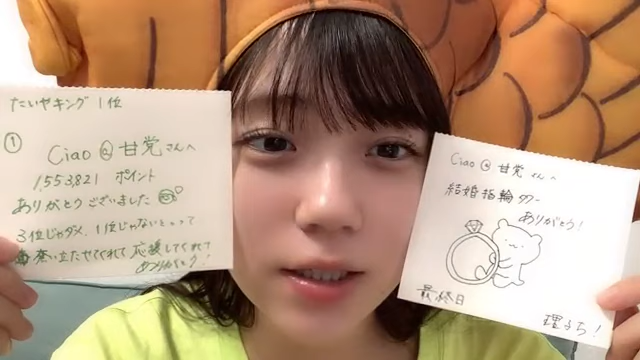 たいやキング 1位
①
Ciao@甘党さんへ
1,553,821 ポイント
ありがとうございました
3位じゃダメ、1位じゃないとって
奮い立たせてくれて応援してくれて
ありがとう!
Ciao@甘党さんへ
結婚指輪タワー
ありがとう!
最終日